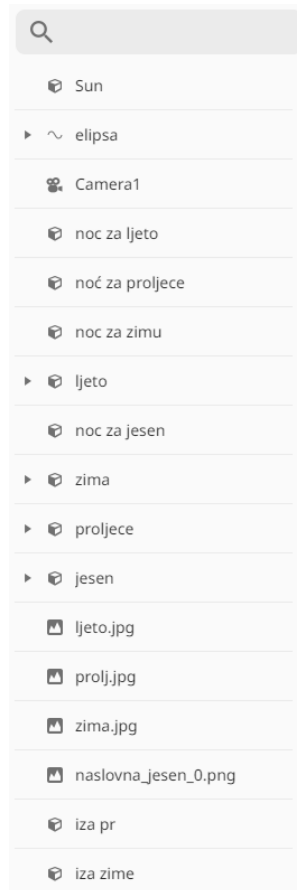 Sun
elipsa
Camera1
noc za ljeto
noć za proljece
noc za zimu
ljeto
noc za jesen
zima
proljece
jesen
ljeto.jpg
prolj.jpg
zima.jpg
naslovna_jesen_0.png
iza pr
iza zime